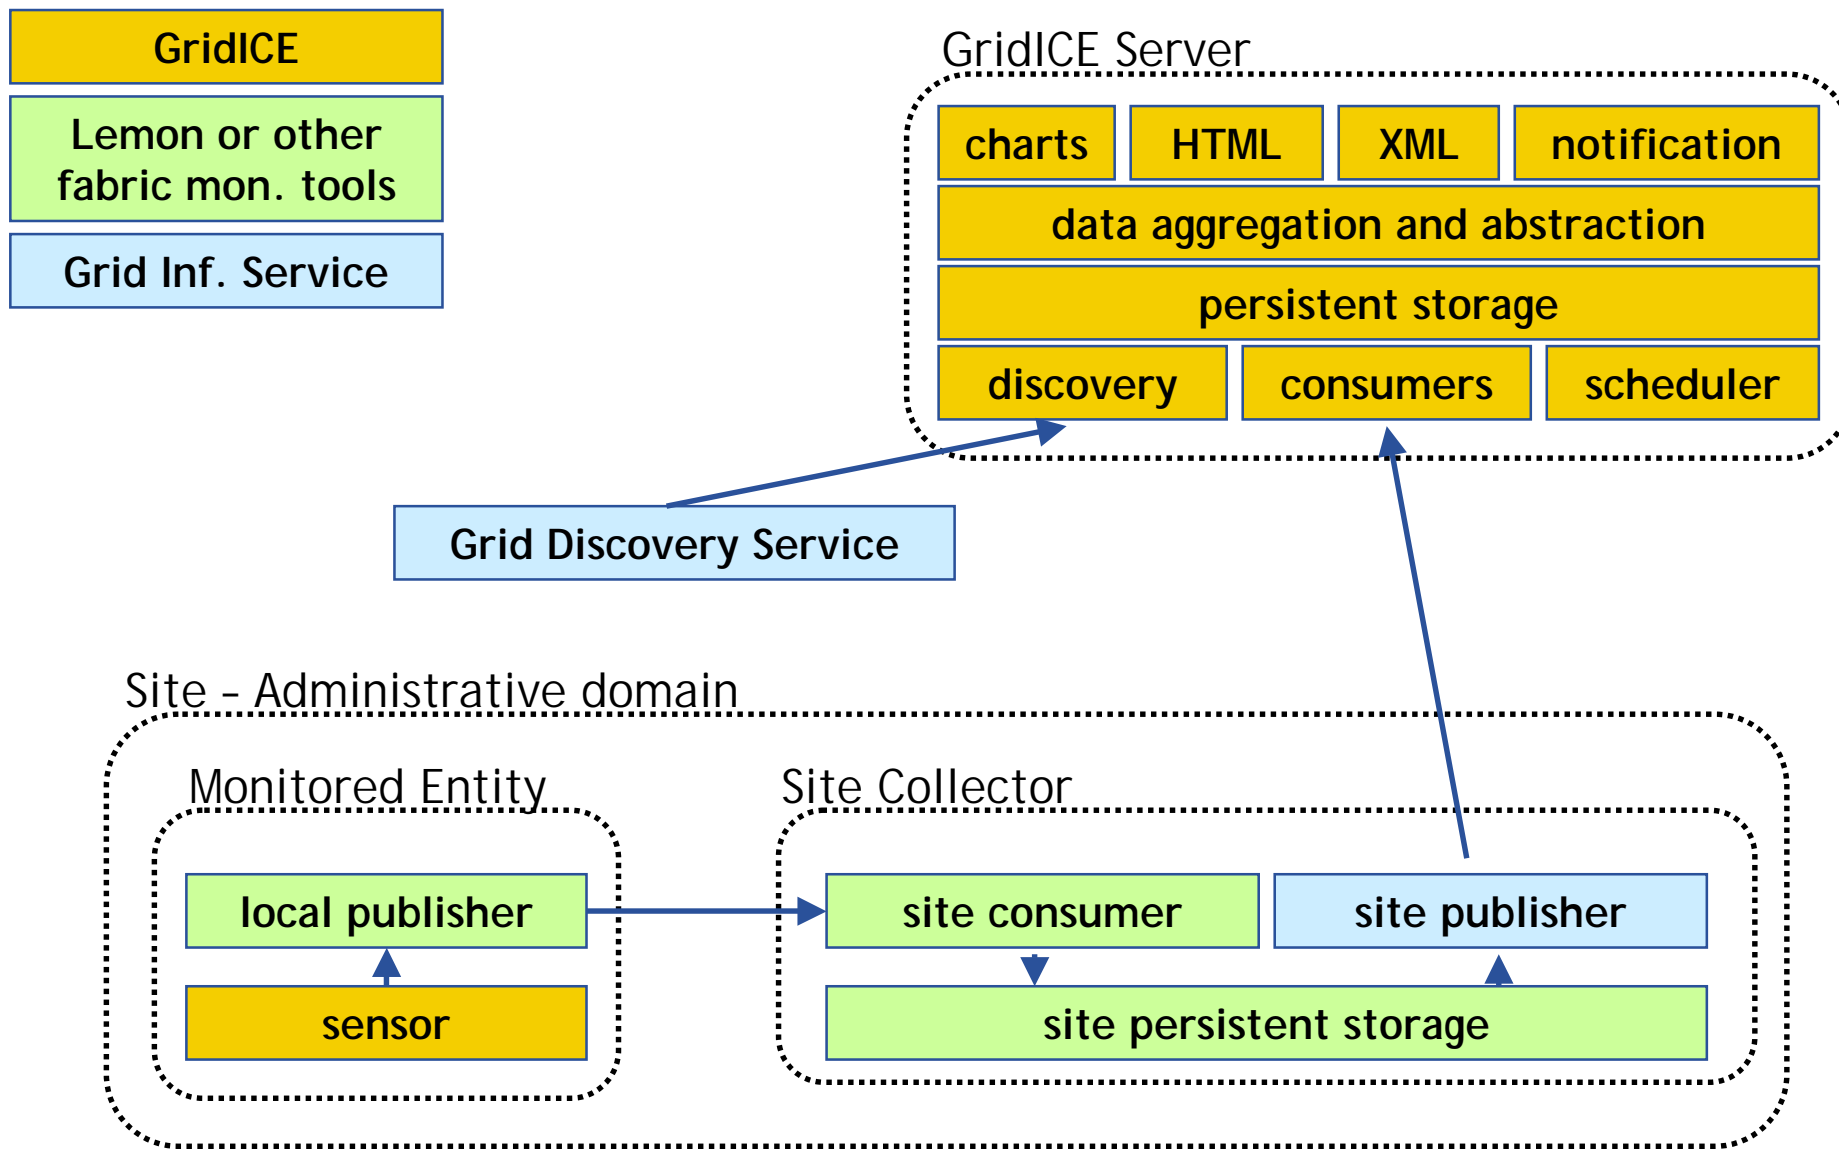 GridICE
Lemon or other
fabric mon. tools
Grid Inf. Service
GridICE Server
charts
HTML
XML
notification
data aggregation and abstraction
persistent storage
discovery
consumers
scheduler
Grid Discovery Service
Site – Administrative domain
Monitored Entity
Site Collector
local publisher
site consumer
site publisher
sensor
site persistent storage